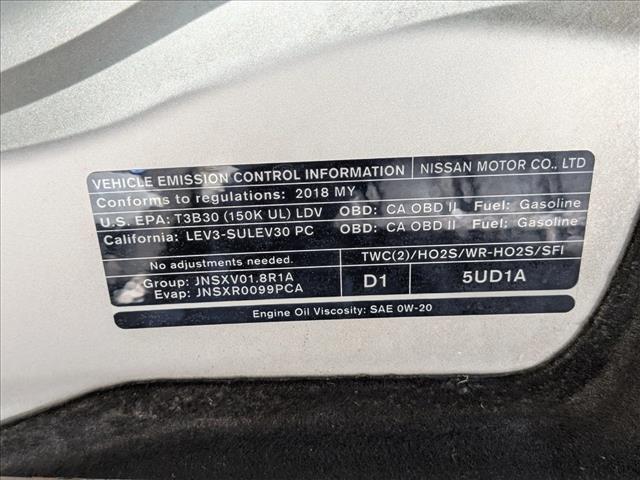 VEHICLE EMISSION CONTROL INFORMATION NISSAN MOTOR CO., LTD
Conforms to regulations: 2018 MY
U.S. EPA: T3B30 (150K UL) LDV OBD: CA OBD II Fuel: Gasoline
California: LEV3-SULEV30 PC OBD: CA OBD II Fuel: Gasoline
No adjustments needed. TWC(2)/HO2S/WR-HO2S/SFI
Group: JNSXV01.8R1A
Evap: JNSXR0099PCA
D1 5UD1A
Engine Oil Viscosity: SAE 0W-20